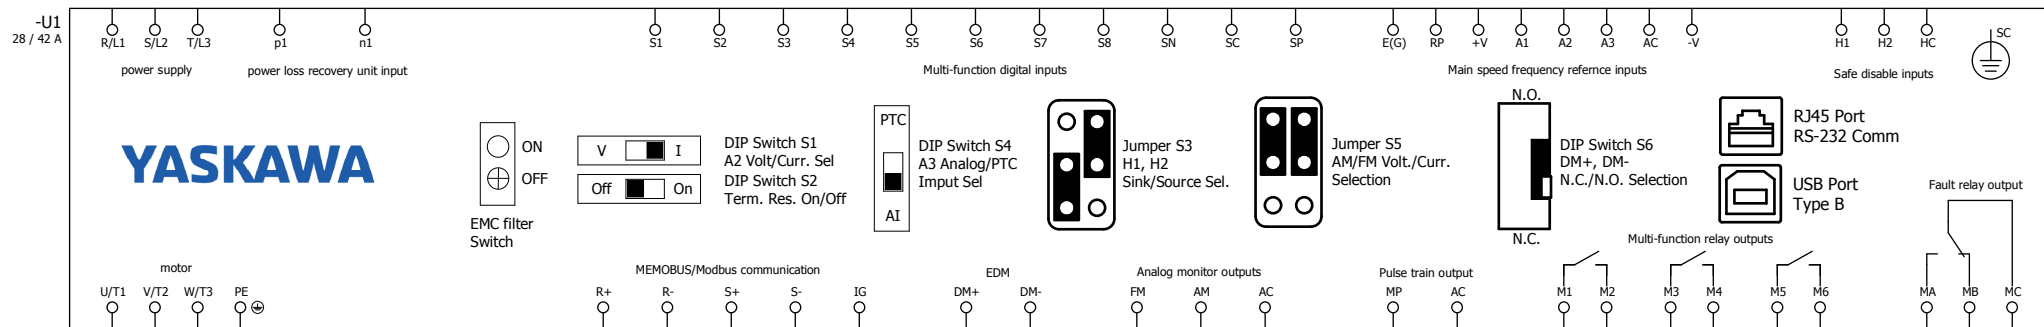 -U1
28 / 42 A
R/L1 S/L2 T/L3 p1 n1 S1 S2 S3 S4 S5 S6 S7 S8 SN SC SP E(G) RP +V A1 A2 A3 AC -V H1 H2 HC SC
power supply power loss recovery unit input Multi-function digital inputs Main speed frequency refernce inputs Safe disable inputs
YASKAWA
ON
OFF
EMC filter
Switch
V I
Off On
DIP Switch S1
A2 Volt/Curr. Sel
DIP Switch S2
Term. Res. On/Off
PTC
AI
DIP Switch S4
A3 Analog/PTC
Imput Sel
Jumper S3
H1, H2
Sink/Source Sel.
Jumper S5
AM/FM Volt./Curr.
Selection
N.O.
N.C.
DIP Switch S6
DM+, DM-
N.C./N.O. Selection
RJ45 Port
RS-232 Comm
USB Port
Type B
Fault relay output
Multi-function relay outputs
motor MEMOBUS/Modbus communication EDM Analog monitor outputs Pulse train output
U/T1 V/T2 W/T3 PE R+ R- S+ S- IG DM+ DM- FM AM AC MP AC M1 M2 M3 M4 M5 M6 MA MB MC